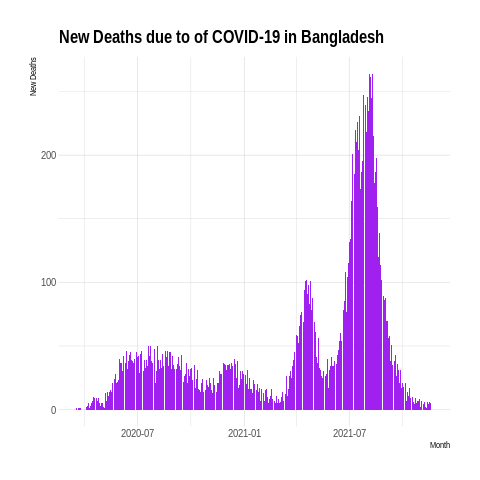 New Deaths due to of COVID-19 in Bangladesh
New Deaths
200
100
0
2020-07 2021-01 2021-07
Month